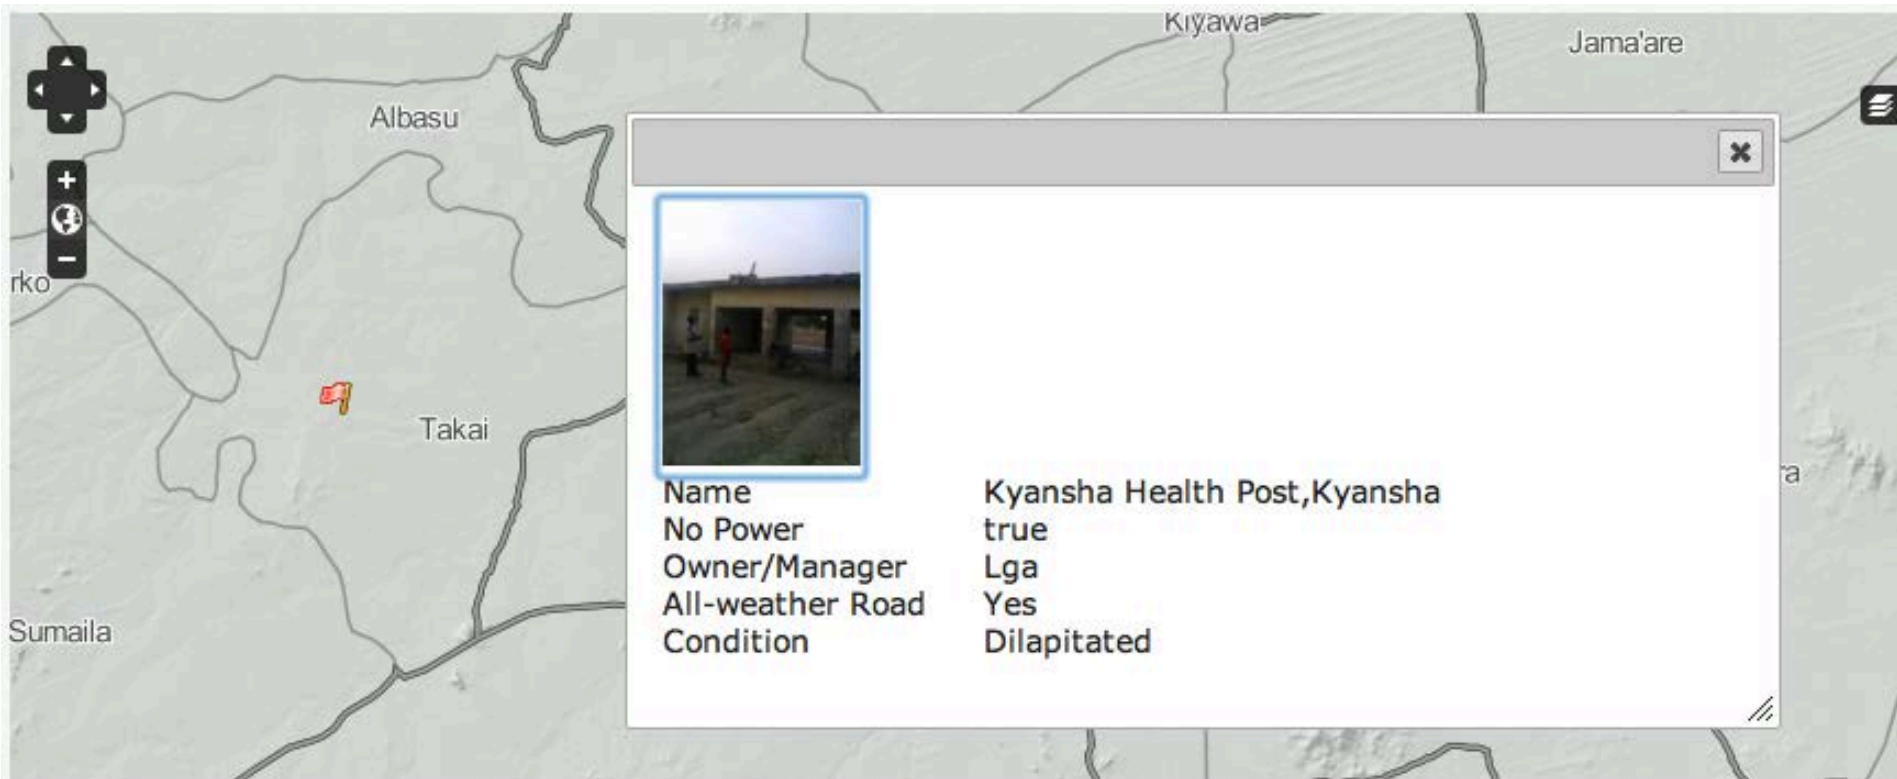 Kiyawa
Jama'are
Albasu
rko
Takai
Sumaila
ra
Name Kyansha Health Post,Kyansha
No Power true
Owner/Manager Lga
All-weather Road Yes
Condition Dilapitated